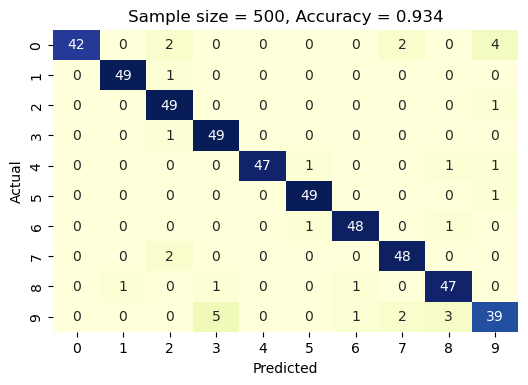 Sample size = 500, Accuracy = 0.934
Actual
0 42 0 2 0 0 0 0 2 0 4
1 0 49 1 0 0 0 0 0 0 0
2 0 0 49 0 0 0 0 0 0 1
3 0 0 1 49 0 0 0 0 0 0
4 0 0 0 0 47 1 0 0 1 1
5 0 0 0 0 0 49 0 0 0 1
6 0 0 0 0 0 1 48 0 1 0
7 0 0 2 0 0 0 0 48 0 0
8 0 1 0 1 0 0 1 0 47 0
9 0 0 0 5 0 0 1 2 3 39
0 1 2 3 4 5 6 7 8 9
Predicted